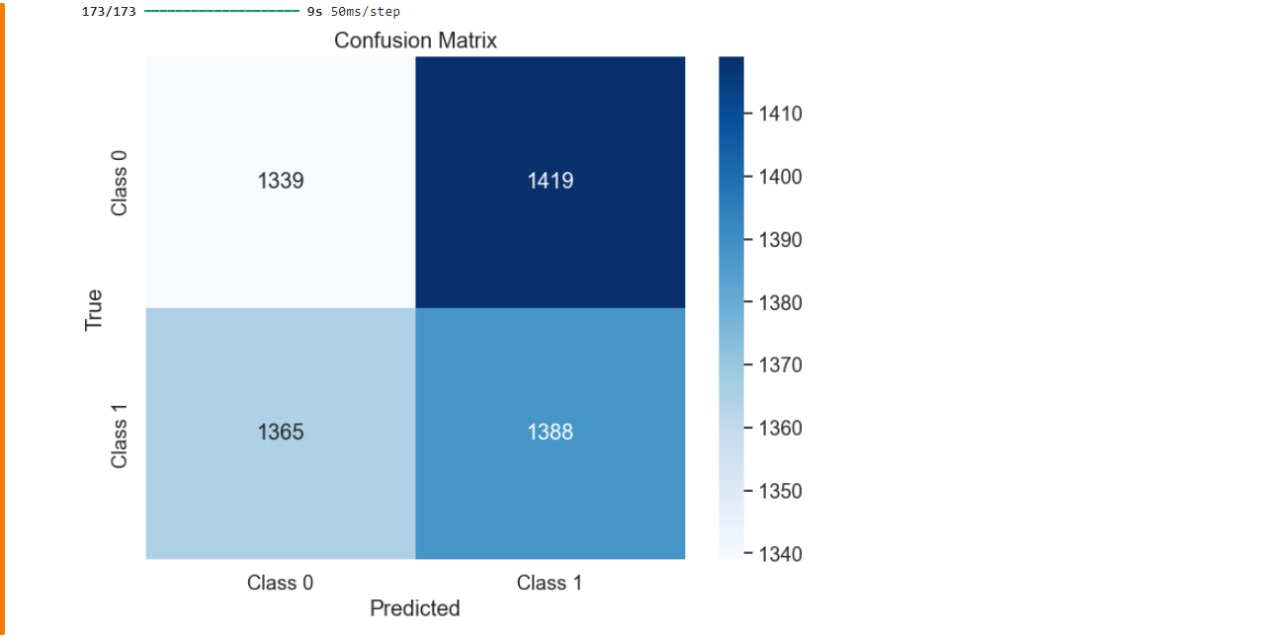 173/173 ━━━━━━━━━━━━━━━━━━━━ 9s 50ms/step
Confusion Matrix
1410
1400
1390
1380
1370
1360
1350
1340
True
Class 0
1339 1419
Class 1
1365 1388
Class 0 Class 1
Predicted